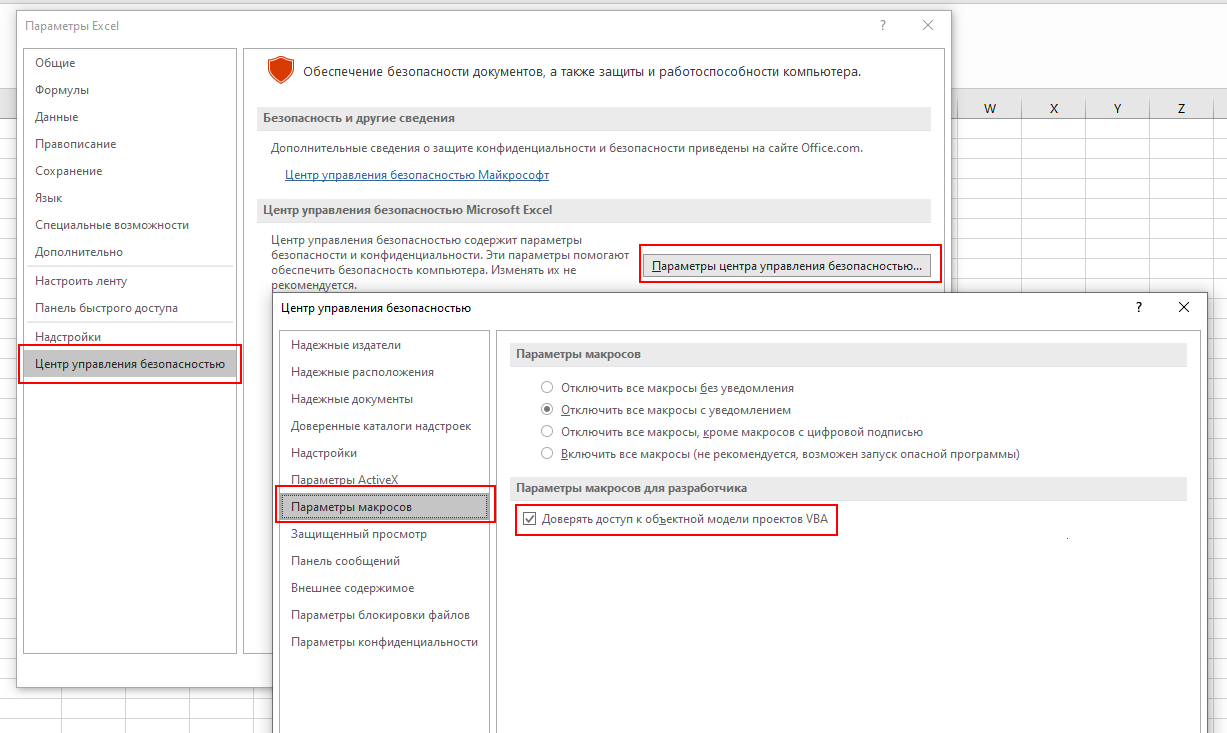 Параметры Excel
?
Общие
Формулы
Данные
Правописание
Сохранение
Язык
Специальные возможности
Дополнительно
Настроить ленту
Панель быстрого доступа
Надстройки
Центр управления безопасностью
Обеспечение безопасности документов, а также защиты и работоспособности компьютера.
Безопасность и другие сведения
Дополнительные сведения о защите конфиденциальности и безопасности приведены на сайте Office.com.
Центр управления безопасностью Майкрософт
Центр управления безопасностью Microsoft Excel
Центр управления безопасностью содержит параметры
безопасности и конфиденциальности. Эти параметры помогают
обеспечить безопасность компьютера. Изменять их не
рекомендуется.
Параметры центра управления безопасностью...
W X Y Z
Центр управления безопасностью
?
Надежные издатели
Надежные расположения
Надежные документы
Доверенные каталоги надстроек
Надстройки
Параметры ActiveX
Параметры макросов
Защищенный просмотр
Панель сообщений
Внешнее содержимое
Параметры блокировки файлов
Параметры конфиденциальности
Параметры макросов
Отключить все макросы без уведомления
Отключить все макросы с уведомлением
Отключить все макросы, кроме макросов с цифровой подписью
Включить все макросы (не рекомендуется, возможен запуск опасной программы)
Параметры макросов для разработчика
Доверять доступ к объектной модели проектов VBA